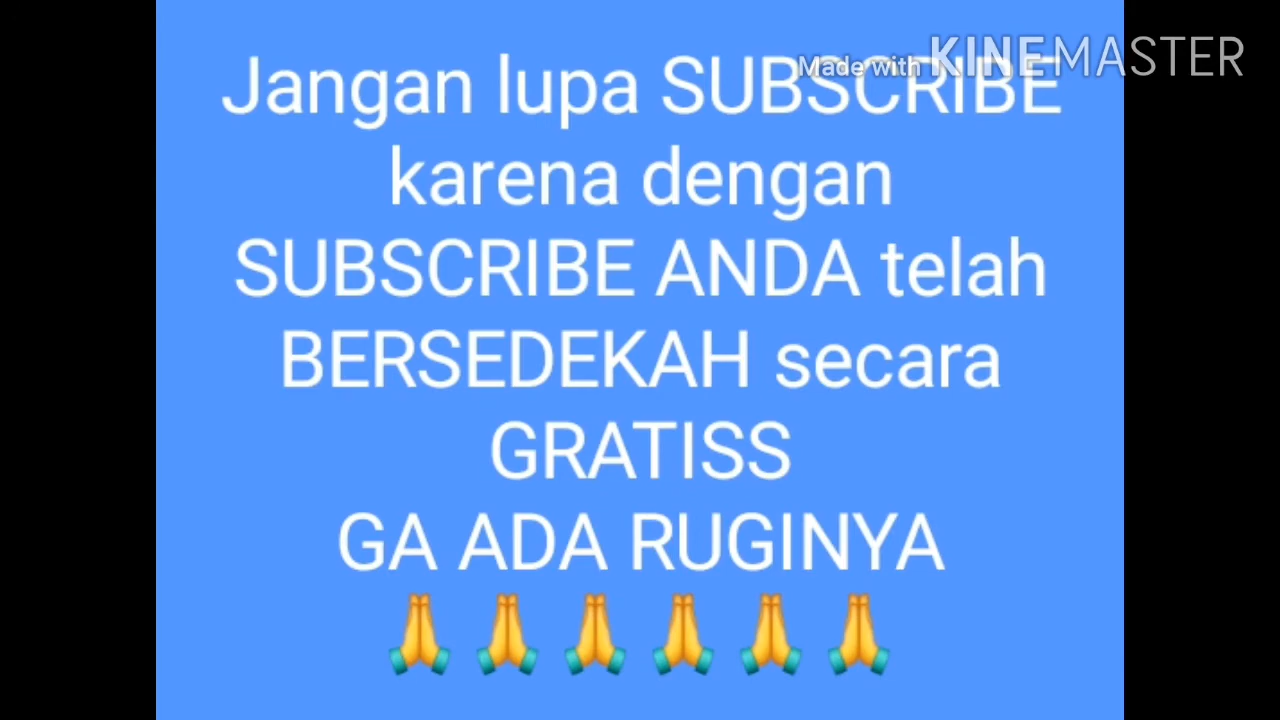 Made with KINEMASTER
Jangan lupa SUBSCRIBE
karena dengan
SUBSCRIBE ANDA telah
BERSEDEKAH secara
GRATISS
GA ADA RUGINYA
🙏🙏🙏🙏🙏🙏